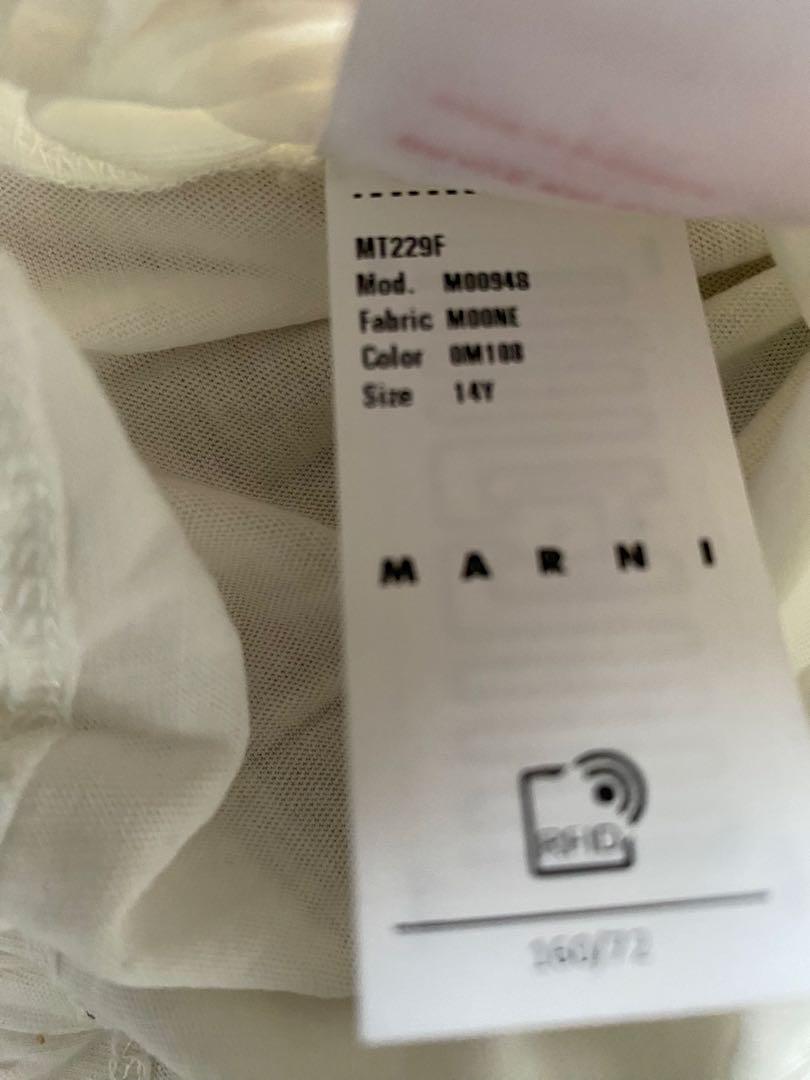 MT229F
Mod. M00948
Fabric M00NE
Color 0M108
Size 14Y
MARNI
RFID
160/72